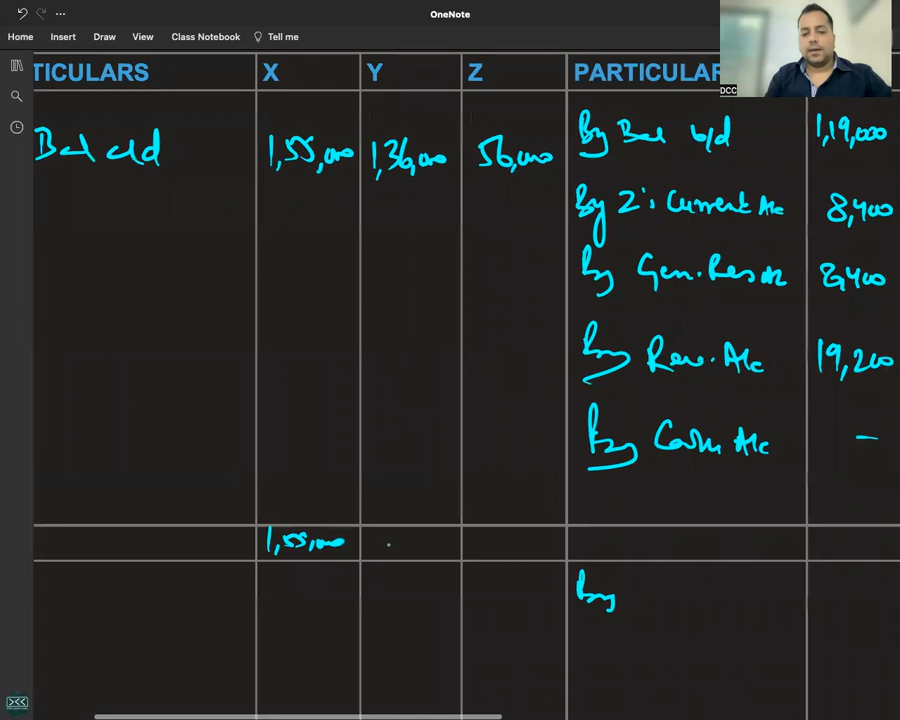 OneNote
Home Insert Draw View Class Notebook Tell me
TICULARS X Y Z PARTICULAR
DCC
Bal c/d 1,55,000 1,36,000 56,000 By Bal b/d 1,19,000
By Z's Current A/c 8,400
By Gen. Res A/c 8,400
By Rev. A/c 19,200
By Cash A/c –
1,55,000
By